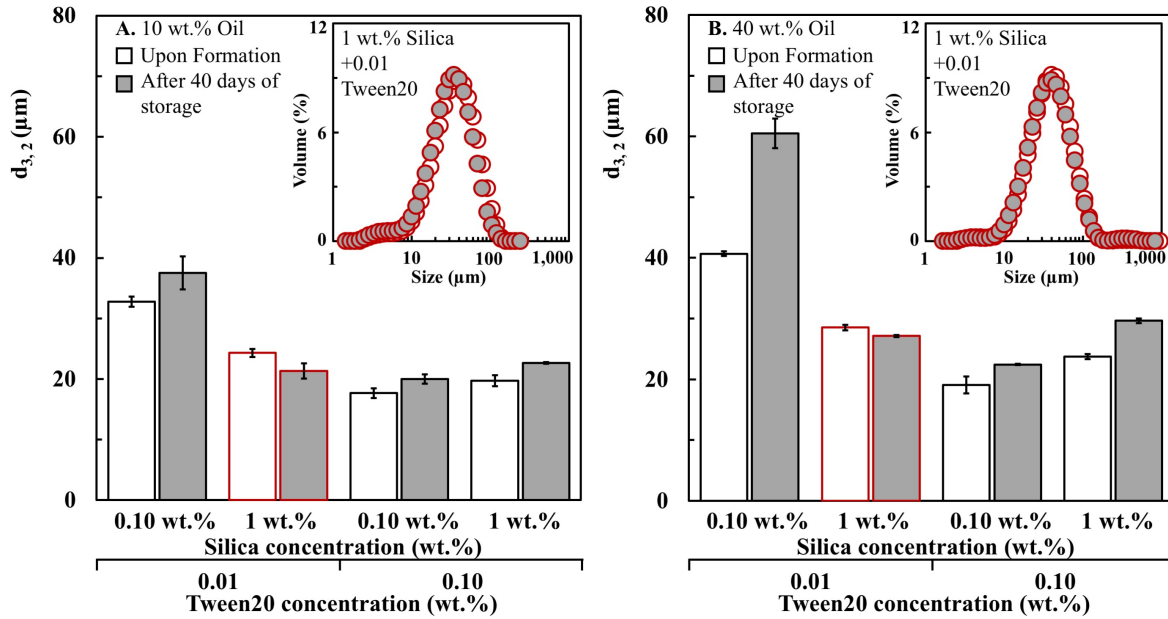 80
60
40
20
0
d3, 2 (µm)
A. 10 wt.% Oil
Upon Formation
After 40 days of
storage
12
6
0
Volume (%)
1 wt.% Silica
+0.01
Tween20
1 10 100 1,000
Size (µm)
0.10 wt.% 1 wt.% 0.10 wt.% 1 wt.%
Silica concentration (wt.%)
0.01 0.10
Tween20 concentration (wt.%)
80
60
40
20
0
d3, 2 (µm)
B. 40 wt.% Oil
Upon Formation
After 40 days of
storage
12
6
0
Volume (%)
1 wt.% Silica
+0.01
Tween20
1 10 100 1,000
Size (µm)
0.10 wt.% 1 wt.% 0.10 wt.% 1 wt.%
Silica concentration (wt.%)
0.01 0.10
Tween20 concentration (wt.%)